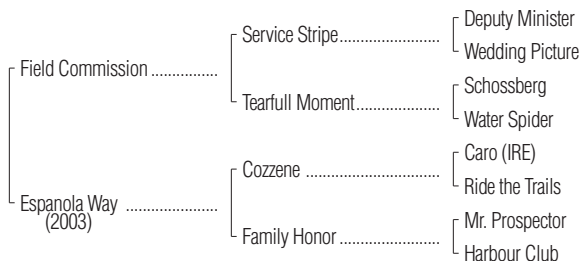 Deputy Minister
Service Stripe
Wedding Picture
Field Commission
Schossberg
Tearfull Moment
Water Spider
Caro (IRE)
Cozzene
Ride the Trails
Espanola Way
(2003)
Mr. Prospector
Family Honor
Harbour Club